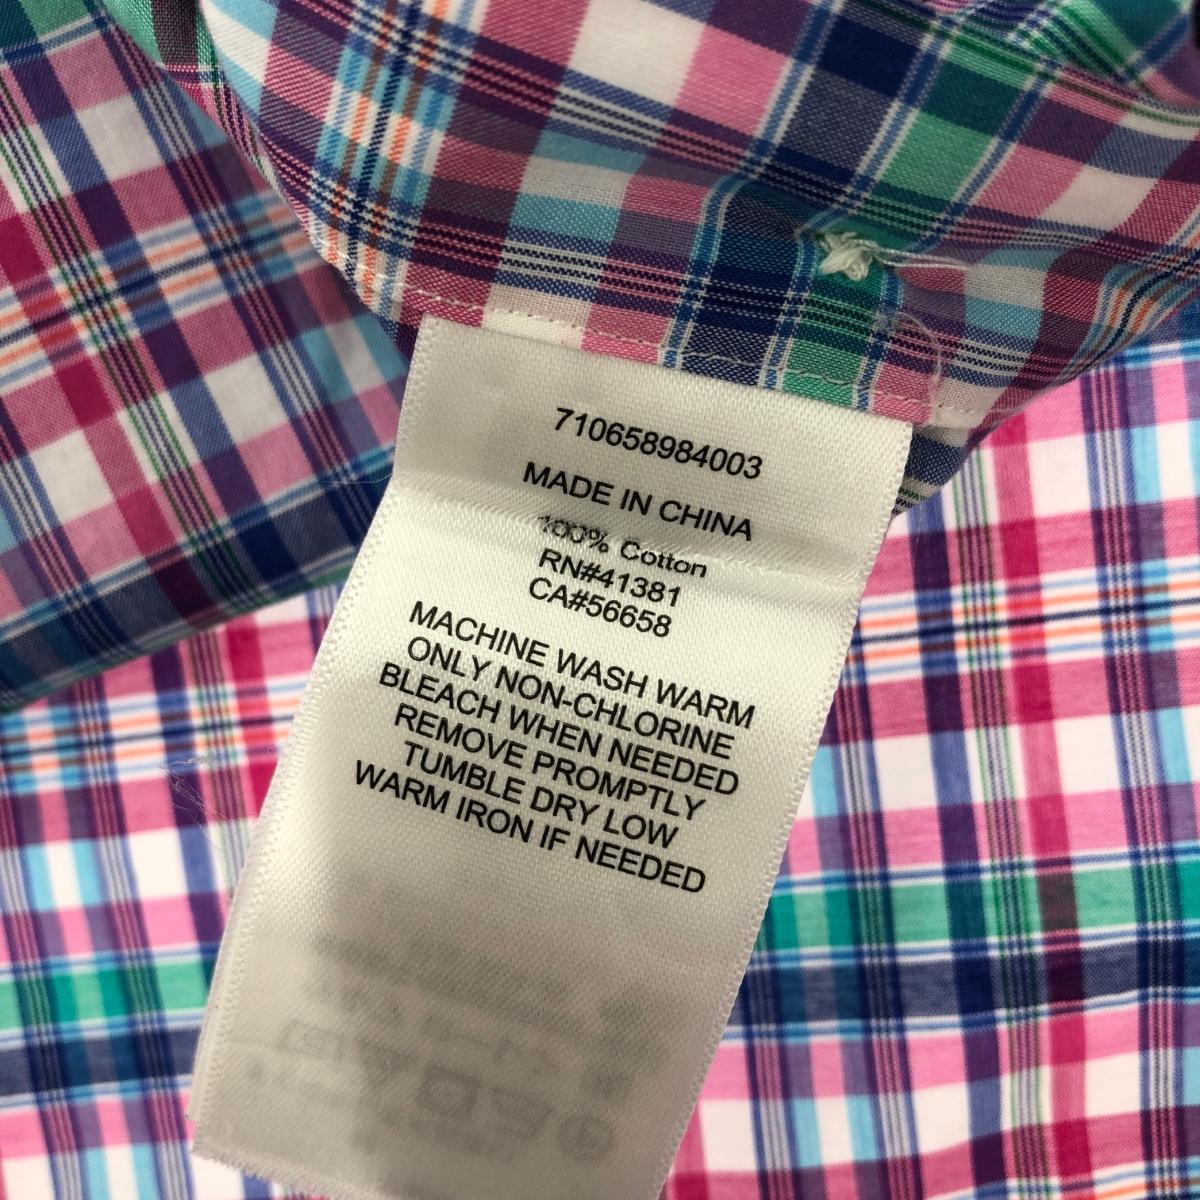 710658984003
MADE IN CHINA
100% Cotton
RN#41381
CA#56658
MACHINE WASH WARM
ONLY NON-CHLORINE
BLEACH WHEN NEEDED
REMOVE PROMPTLY
TUMBLE DRY LOW
WARM IRON IF NEEDED